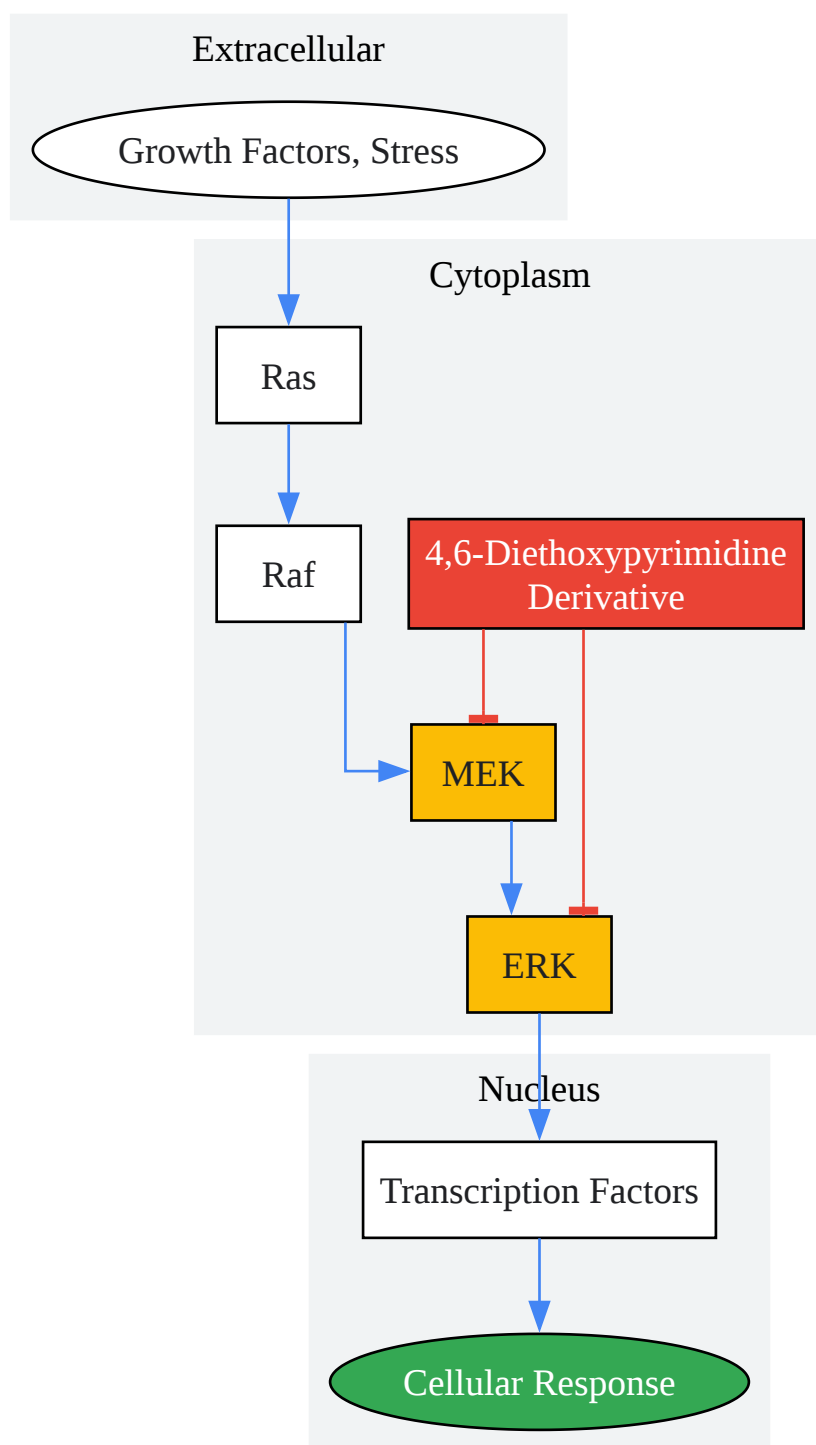 Extracellular
Growth Factors, Stress
Cytoplasm
Ras
Raf
4,6-Diethoxypyrimidine
Derivative
MEK
ERK
Nucleus
Transcription Factors
Cellular Response